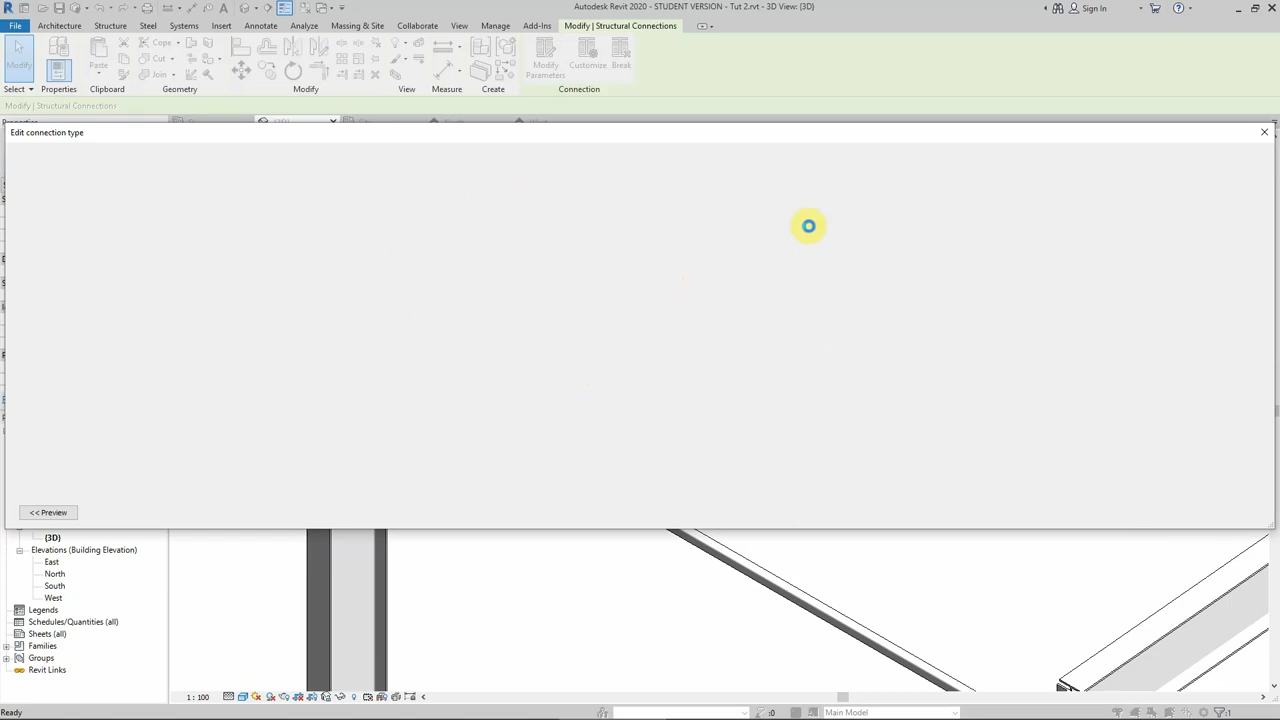 Autodesk Revit 2020 - STUDENT VERSION - Tut 2.rvt - 3D View: {3D}
Sign In
File Architecture Structure Steel Systems Insert Annotate Analyze Massing & Site Collaborate View Manage Add-Ins Modify | Structural Connections
Modify
Paste
Cope
Cut
Join
Modify Parameters
Customize
Break
Select Properties Clipboard Geometry Modify View Measure Create Connection
Modify | Structural Connections
Edit connection type
<< Preview
{3D}
Elevations (Building Elevation)
East
North
South
West
Legends
Schedules/Quantities (all)
Sheets (all)
Families
Groups
Revit Links
1 : 100
Ready
:0
Main Model
:1